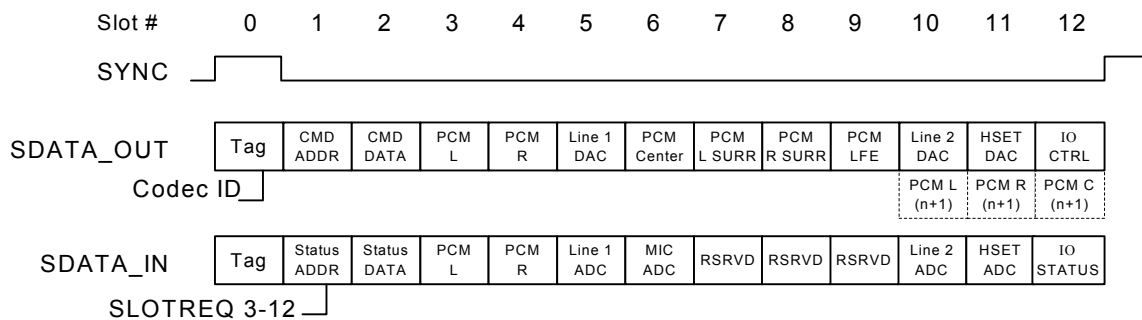 Slot # 0 1 2 3 4 5 6 7 8 9 10 11 12
SYNC
SDATA_OUT Tag CMD ADDR CMD DATA PCM L PCM R Line 1 DAC PCM Center PCM L SURR PCM R SURR PCM LFE Line 2 DAC HSET DAC IO CTRL
Codec ID PCM L (n+1) PCM R (n+1) PCM C (n+1)
SDATA_IN Tag Status ADDR Status DATA PCM L PCM R Line 1 ADC MIC ADC RSRVD RSRVD RSRVD Line 2 ADC HSET ADC IO STATUS
SLOTREQ 3-12